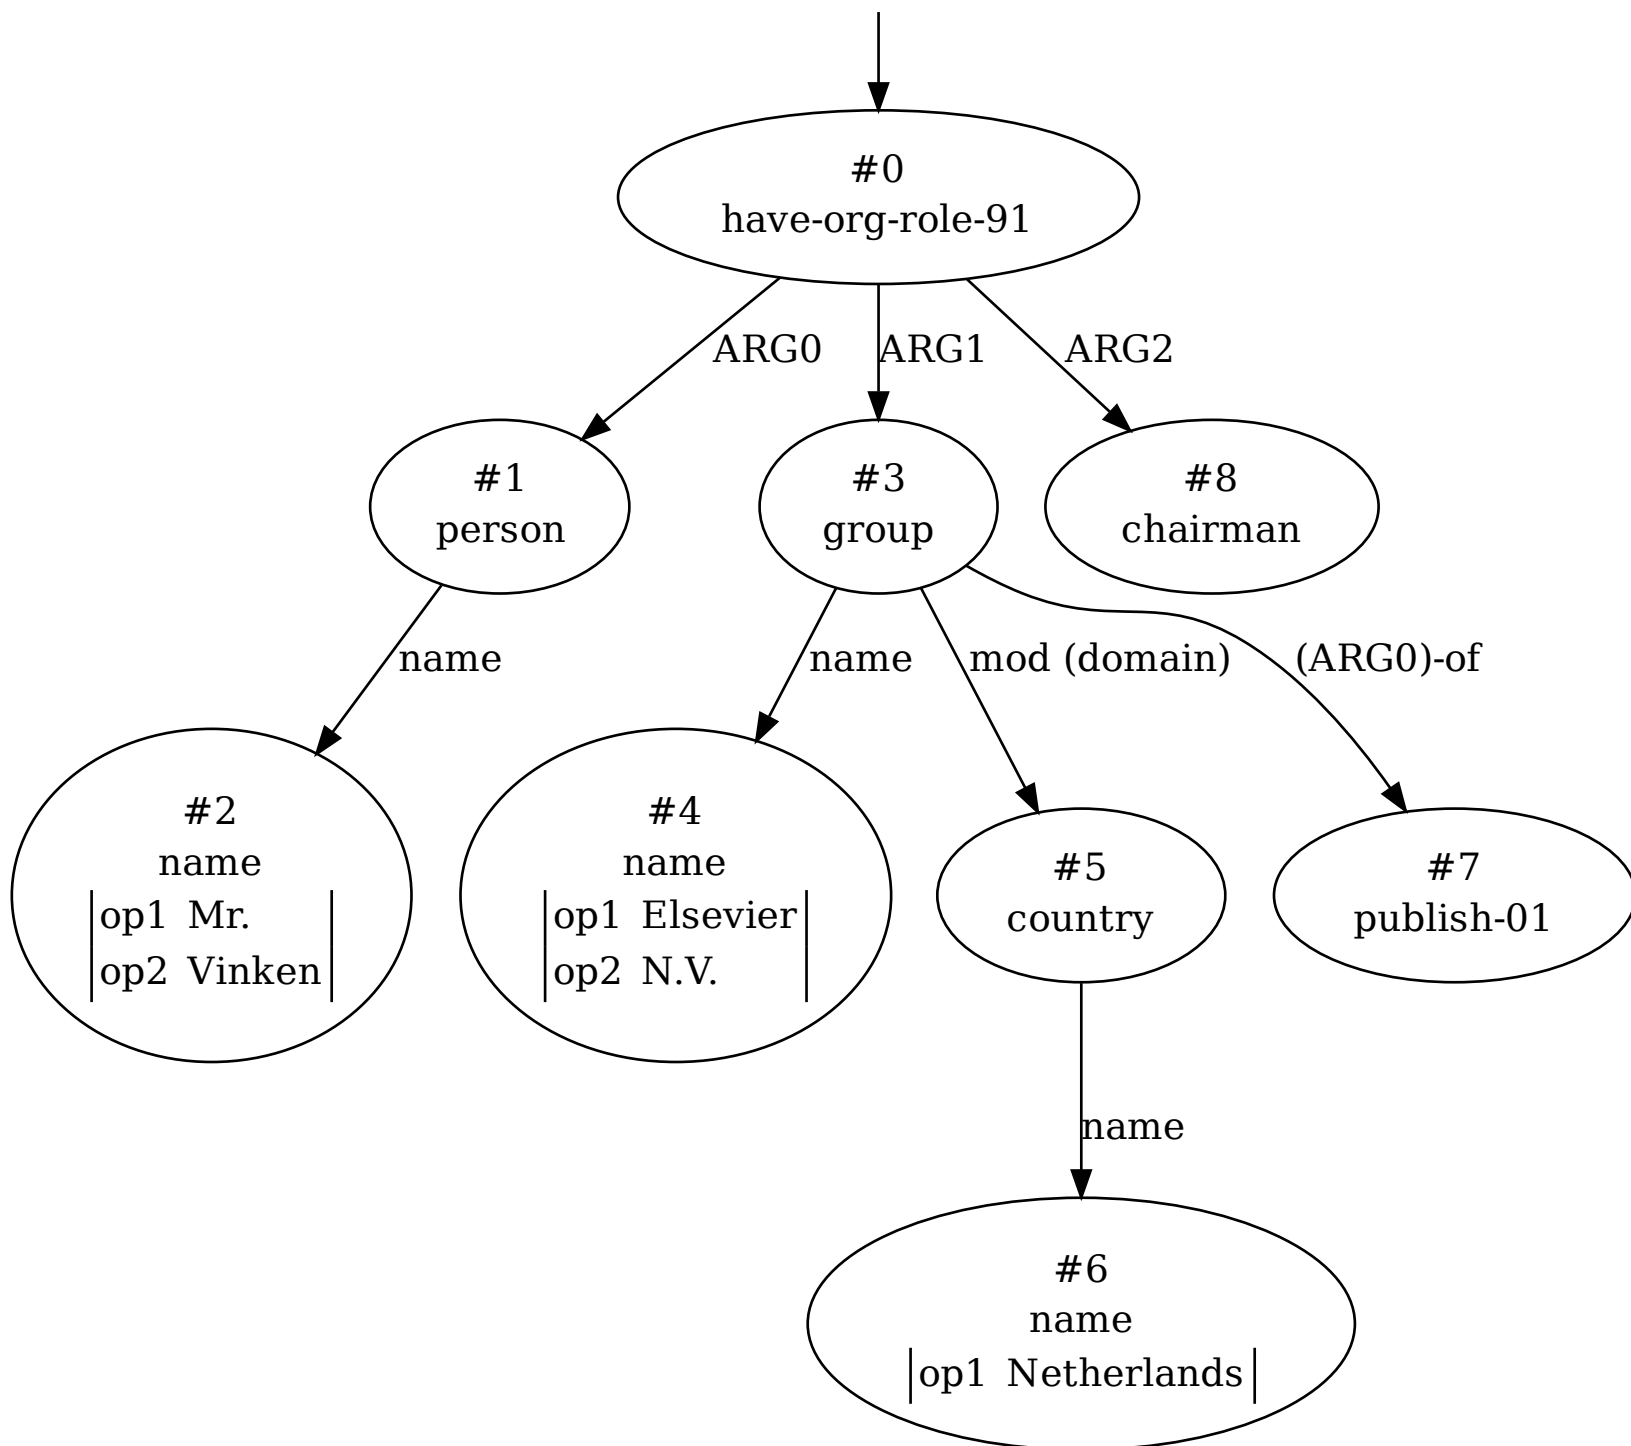 #0
have-org-role-91
ARG0
ARG1
ARG2
#1
person
#3
group
#8
chairman
name
name
mod (domain)
(ARG0)-of
#2
name
op1 Mr.
op2 Vinken
#4
name
op1 Elsevier
op2 N.V.
#5
country
#7
publish-01
name
#6
name
op1 Netherlands